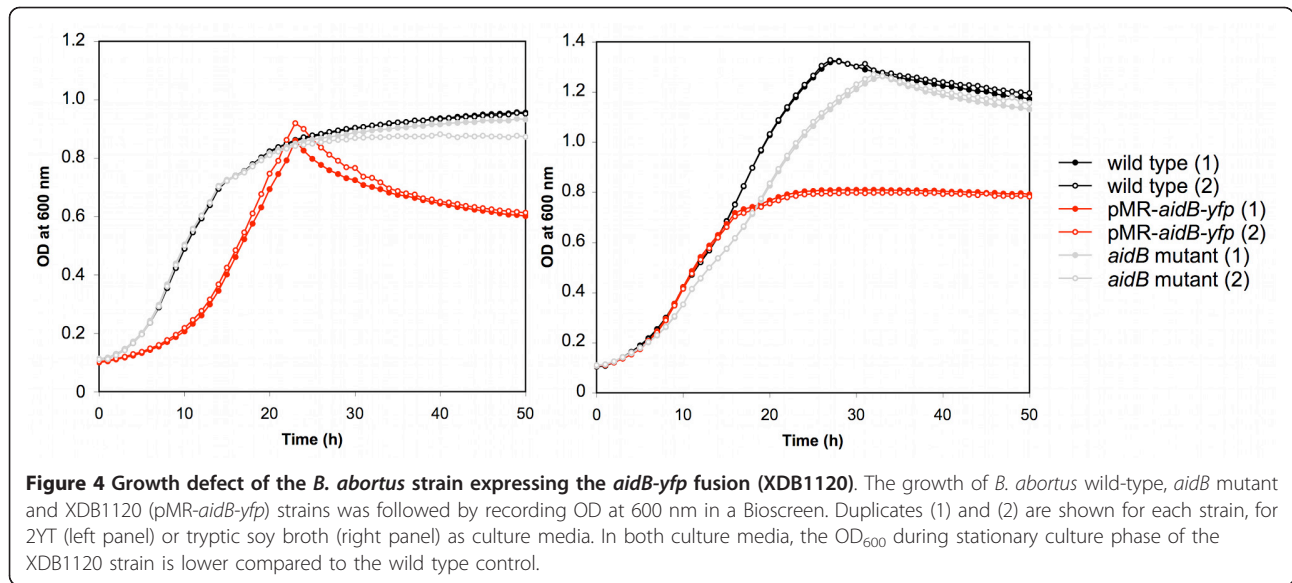 1.2
1.0
0.8
0.6
0.4
0.2
0
OD at 600 nm
0 10 20 30 40 50
Time (h)
1.4
1.2
1.0
0.8
0.6
0.4
0.2
0
OD at 600 nm
0 10 20 30 40 50
Time (h)
wild type (1)
wild type (2)
pMR-aidB-yfp (1)
pMR-aidB-yfp (2)
aidB mutant (1)
aidB mutant (2)
Figure 4 Growth defect of the B. abortus strain expressing the aidB-yfp fusion (XDB1120). The growth of B. abortus wild-type, aidB mutant
and XDB1120 (pMR-aidB-yfp) strains was followed by recording OD at 600 nm in a Bioscreen. Duplicates (1) and (2) are shown for each strain, for
2YT (left panel) or tryptic soy broth (right panel) as culture media. In both culture media, the OD600 during stationary culture phase of the
XDB1120 strain is lower compared to the wild type control.